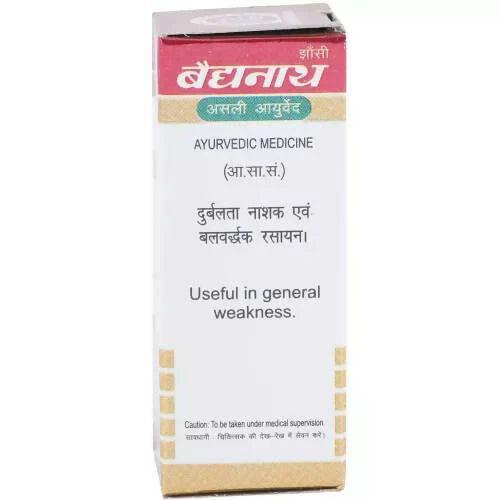 झाँसी
बैद्यनाथ
असली आयुर्वेद
AYURVEDIC MEDICINE
(आ.सा.सं.)
दुर्बलता नाशक एवं
बलवर्द्धक रसायन।
Useful in general
weakness.
Caution: To be taken under medical supervision.
सावधानी : चिकित्सक की देख-रेख में सेवन करें।